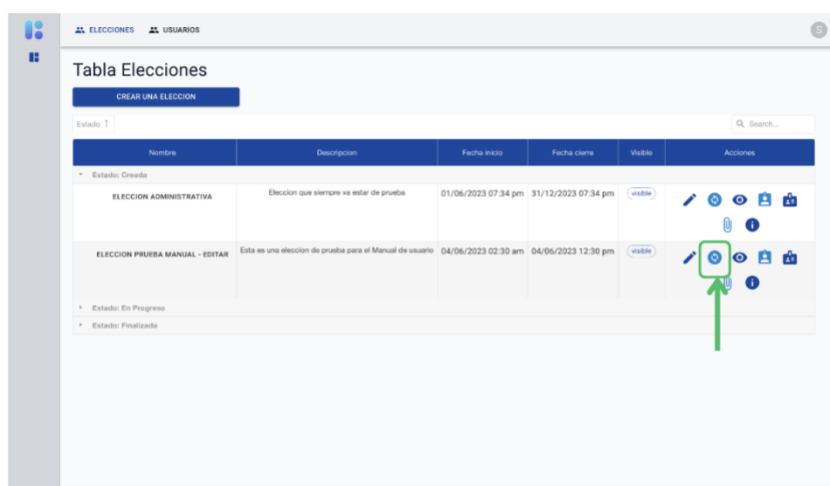 ELECCIONES USUARIOS S
Tabla Elecciones
CREAR UNA ELECCION
Estado ↑ Search...
Nombre Descripcion Fecha inicio Fecha cierre Visible Acciones
Estado: Creada
ELECCION ADMINISTRATIVA Eleccion que siempre va estar de prueba 01/06/2023 07:34 pm 31/12/2023 07:34 pm visible
ELECCION PRUEBA MANUAL - EDITAR Esta es una eleccion de prueba para el Manual de usuario 04/06/2023 02:30 am 04/06/2023 12:30 pm visible
Estado: En Progreso
Estado: Finalizada